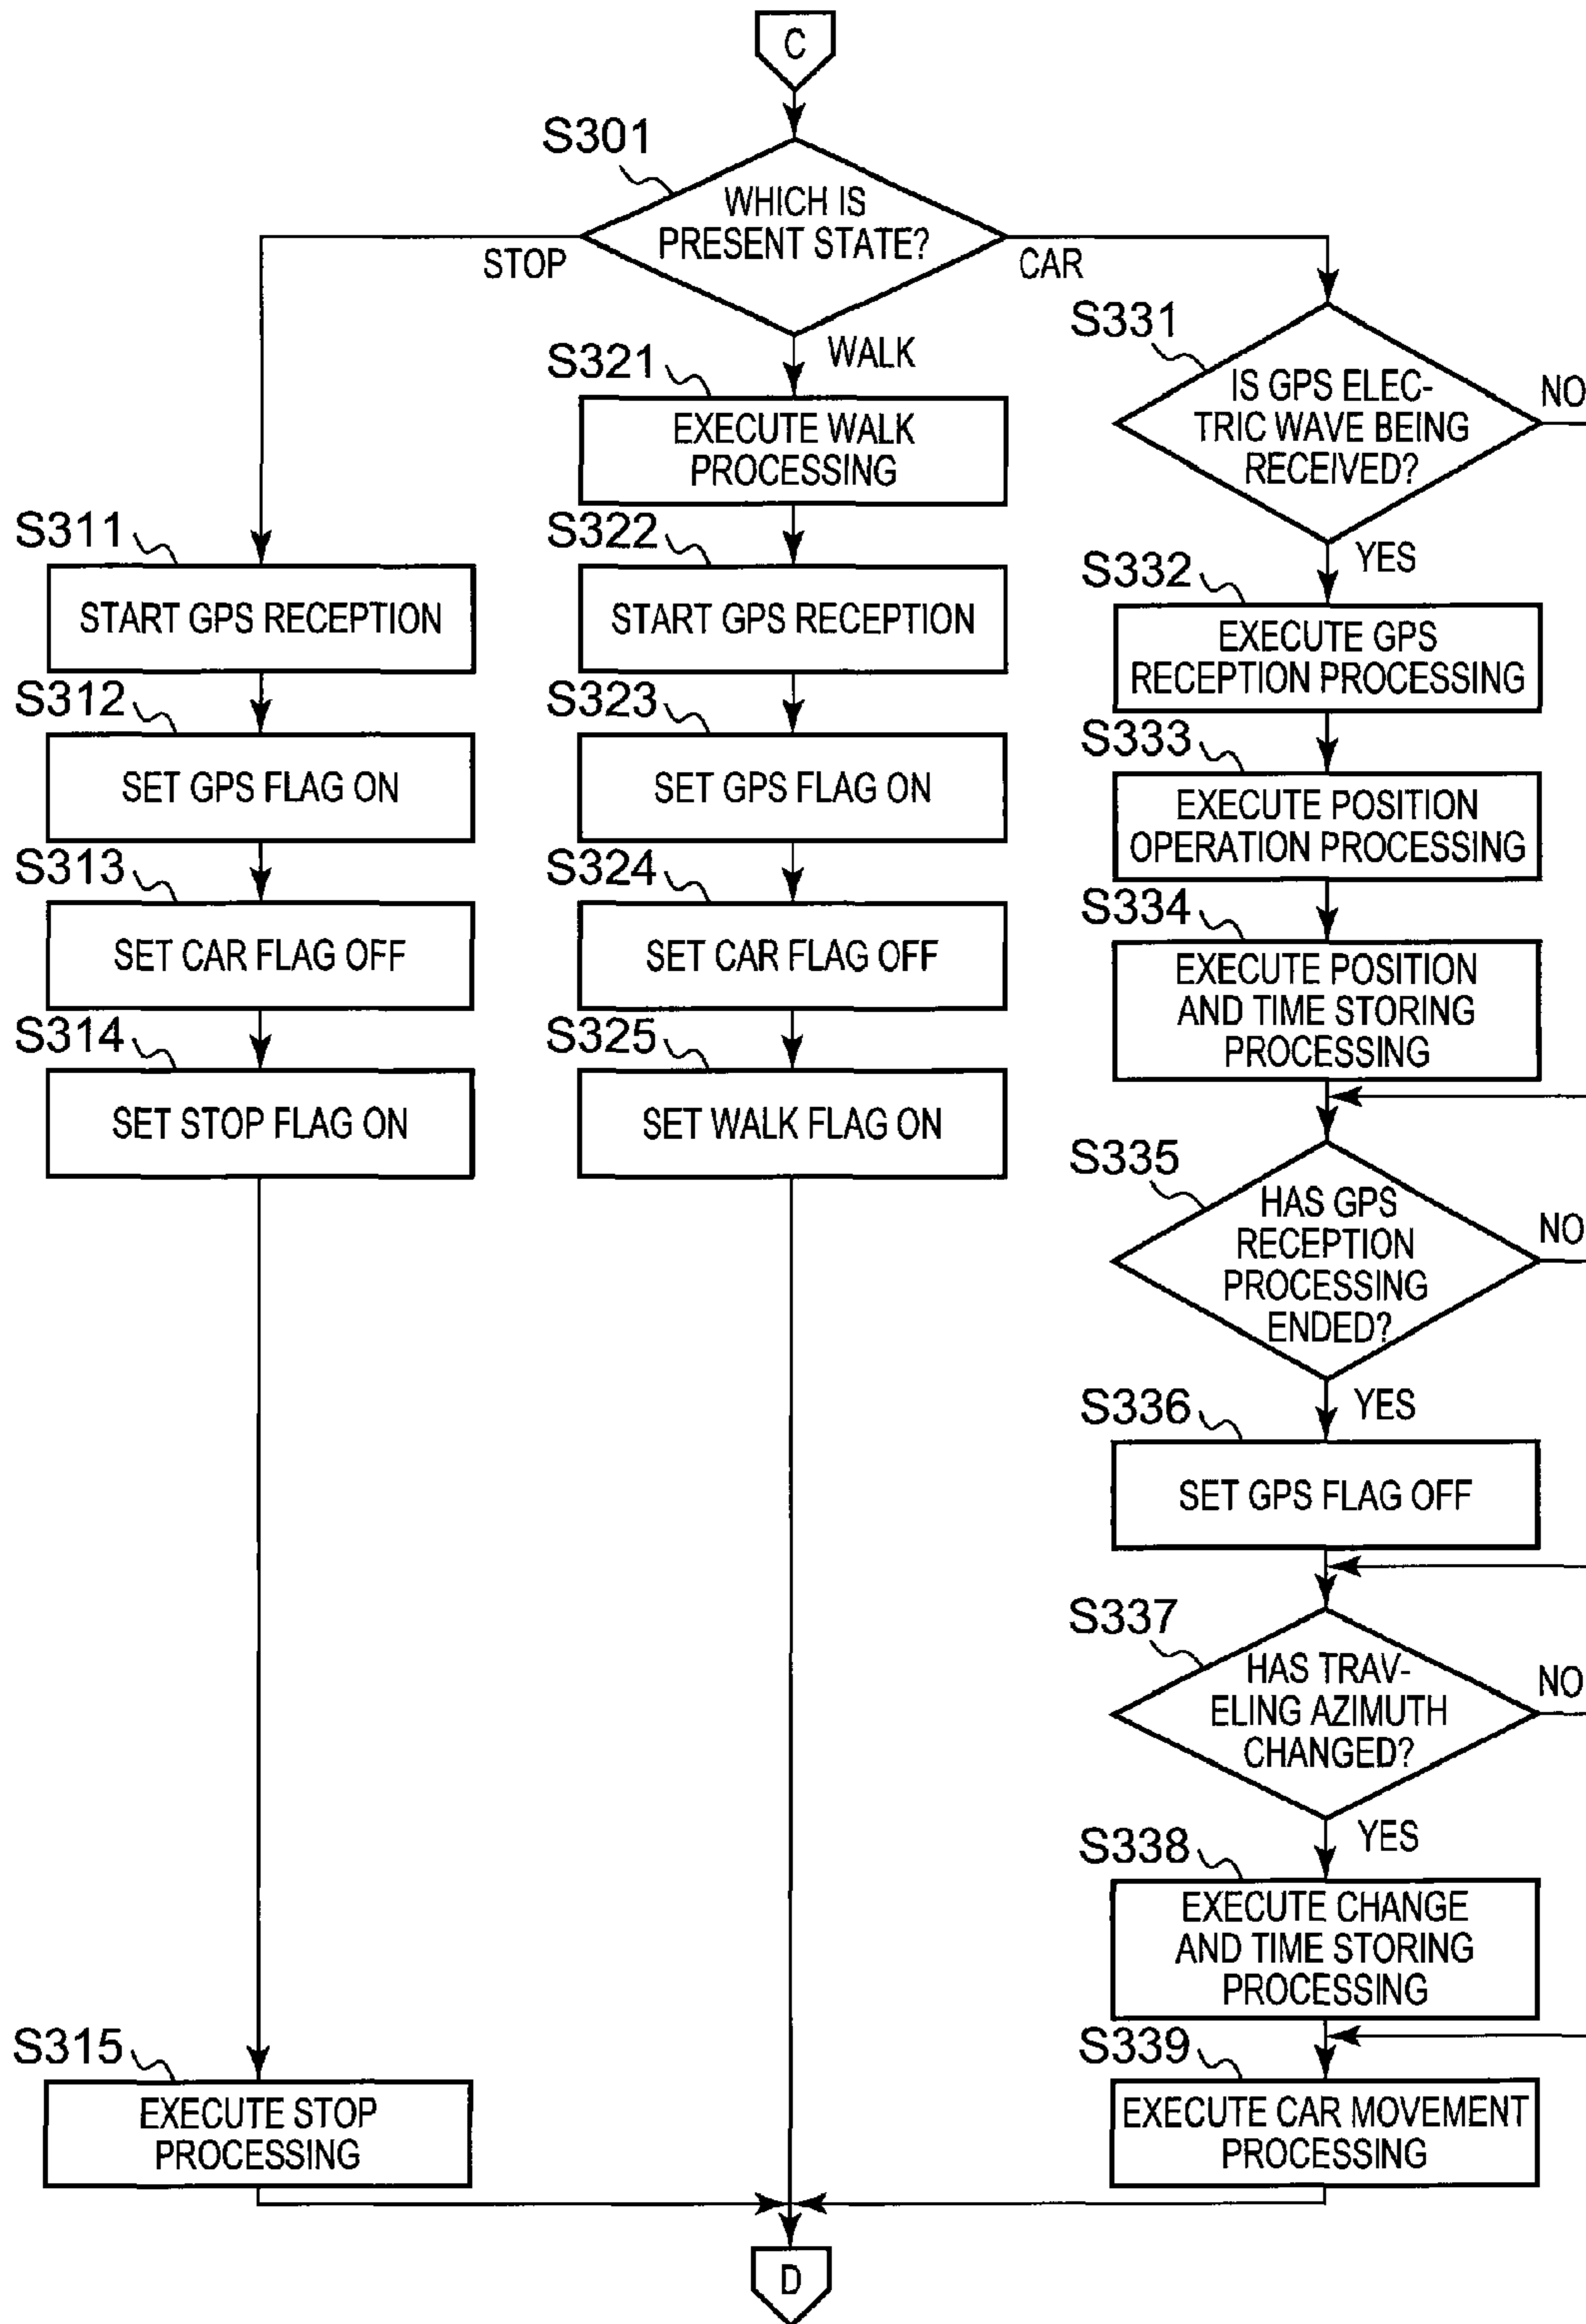 C
S301
WHICH IS
PRESENT STATE?
STOP
CAR
WALK
S311
START GPS RECEPTION
S312
SET GPS FLAG ON
S313
SET CAR FLAG OFF
S314
SET STOP FLAG ON
S315
EXECUTE STOP
PROCESSING
S321
EXECUTE WALK
PROCESSING
S322
START GPS RECEPTION
S323
SET GPS FLAG ON
S324
SET CAR FLAG OFF
S325
SET WALK FLAG ON
S331
IS GPS ELEC-
TRIC WAVE BEING
RECEIVED?
NO
YES
S332
EXECUTE GPS
RECEPTION PROCESSING
S333
EXECUTE POSITION
OPERATION PROCESSING
S334
EXECUTE POSITION
AND TIME STORING
PROCESSING
S335
HAS GPS
RECEPTION
PROCESSING
ENDED?
NO
YES
S336
SET GPS FLAG OFF
S337
HAS TRAV-
ELING AZIMUTH
CHANGED?
NO
YES
S338
EXECUTE CHANGE
AND TIME STORING
PROCESSING
S339
EXECUTE CAR MOVEMENT
PROCESSING
D